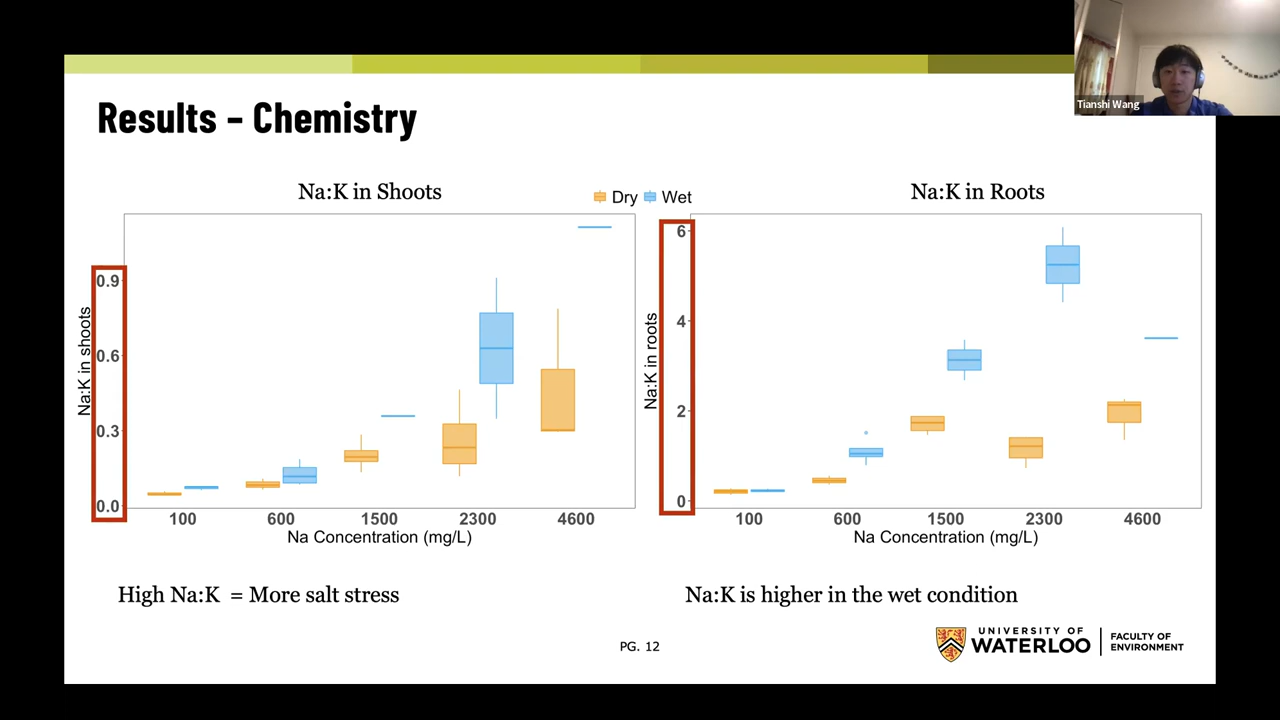 Tianshi Wang
Results – Chemistry
Na:K in Shoots
Dry Wet
Na:K in Roots
Na:K in shoots
0.9
0.6
0.3
0.0
100 600 1500 2300 4600
Na Concentration (mg/L)
Na:K in roots
6
4
2
0
100 600 1500 2300 4600
Na Concentration (mg/L)
High Na:K = More salt stress
Na:K is higher in the wet condition
PG. 12
UNIVERSITY OF
WATERLOO
FACULTY OF
ENVIRONMENT